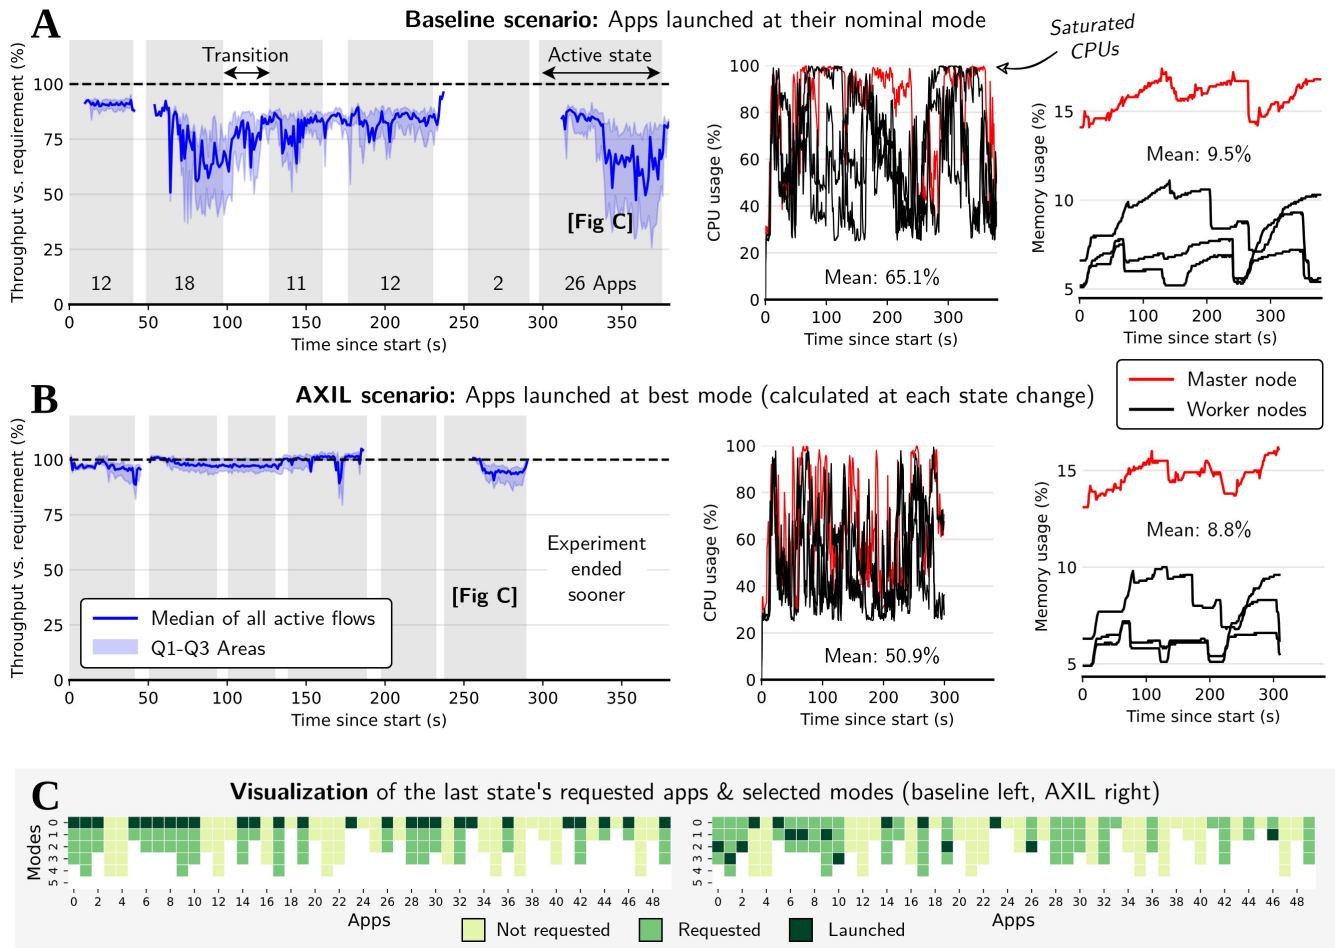 A
Baseline scenario: Apps launched at their nominal mode
Saturated
CPUs
Throughput vs. requirement (%)
100
75
50
25
0
Transition
Active state
[Fig C]
12
18
11
12
2
26 Apps
0 50 100 150 200 250 300 350
Time since start (s)
CPU usage (%)
100
80
60
40
20
0
Mean: 65.1%
0 100 200 300
Time since start (s)
Memory usage (%)
15
10
5
Mean: 9.5%
0 100 200 300
Time since start (s)
Master node
Worker nodes
B
AXIL scenario: Apps launched at best mode (calculated at each state change)
Throughput vs. requirement (%)
100
75
50
25
0
Experiment
ended
sooner
[Fig C]
Median of all active flows
Q1-Q3 Areas
0 50 100 150 200 250 300 350
Time since start (s)
CPU usage (%)
100
80
60
40
20
0
Mean: 50.9%
0 100 200 300
Time since start (s)
Memory usage (%)
15
10
5
Mean: 8.8%
0 100 200 300
Time since start (s)
C
Visualization of the last state's requested apps & selected modes (baseline left, AXIL right)
Modes
0
1
2
3
4
5
0 2 4 6 8 10 12 14 16 18 20 22 24 26 28 30 32 34 36 38 40 42 44 46 48
Apps
0
1
2
3
4
5
0 2 4 6 8 10 12 14 16 18 20 22 24 26 28 30 32 34 36 38 40 42 44 46 48
Apps
Not requested
Requested
Launched